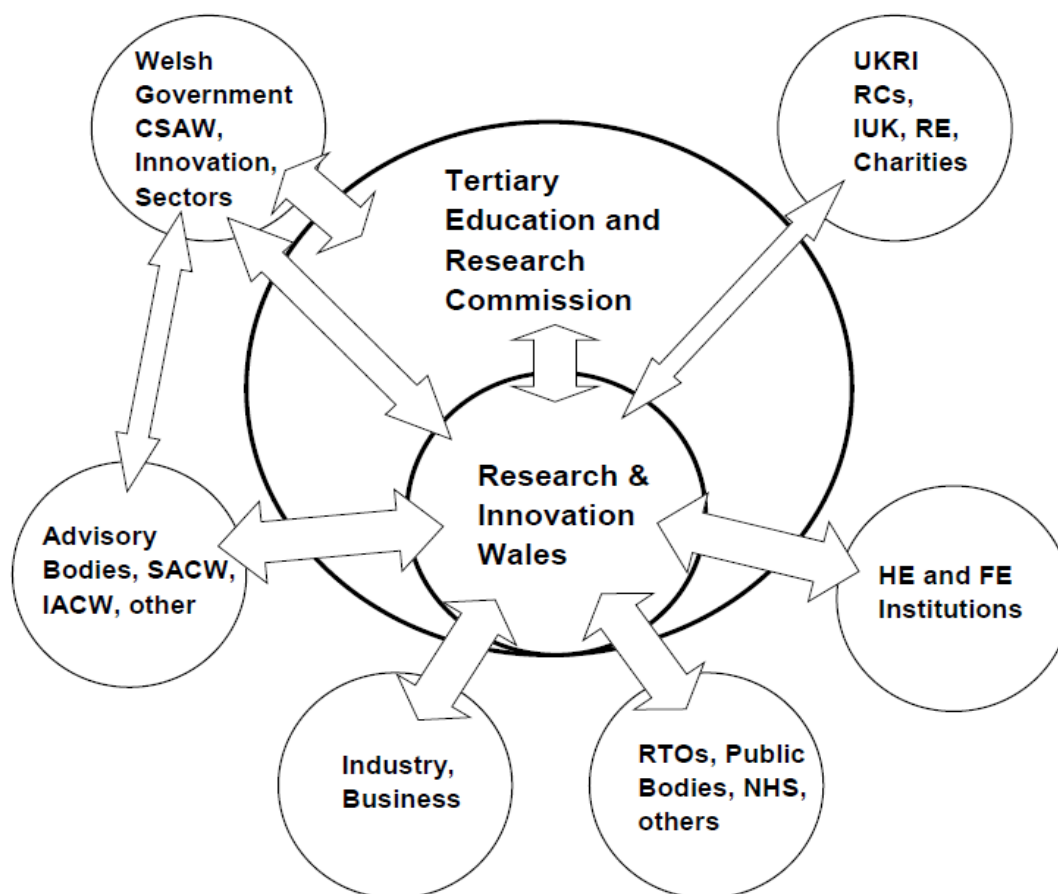 Welsh
Government
CSAW,
Innovation,
Sectors
UKRI
RCs,
IUK, RE,
Charities
Tertiary
Education and
Research
Commission
Research &
Innovation
Wales
Advisory
Bodies, SACW,
IACW, other
HE and FE
Institutions
Industry,
Business
RTOs, Public
Bodies, NHS,
others